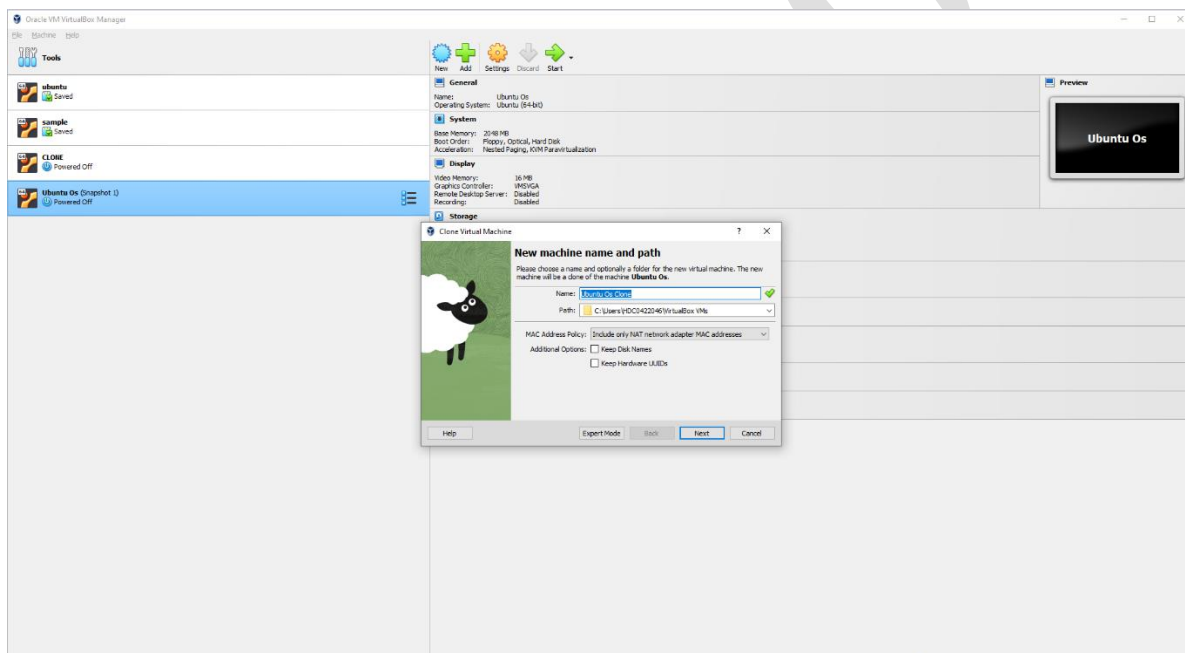 Oracle VM VirtualBox Manager
File Machine Help
Tools
New Add Settings Discard Start
ubuntu
Saved
sample
Saved
CLONE
Powered Off
Ubuntu Os (Snapshot 1)
Powered Off
General
Name: Ubuntu Os
Operating System: Ubuntu (64-bit)
System
Base Memory: 2048 MB
Boot Order: Floppy, Optical, Hard Disk
Acceleration: Nested Paging, KVM Paravirtualization
Display
Video Memory: 16 MB
Graphics Controller: VMSVGA
Remote Desktop Server: Disabled
Recording: Disabled
Storage
Preview
Ubuntu Os
Clone Virtual Machine ? ×
New machine name and path
Please choose a name and optionally a folder for the new virtual machine. The new
machine will be a clone of the machine Ubuntu Os.
Name: Ubuntu Os Clone
Path: C:\Users\HDC0422046\VirtualBox VMs
MAC Address Policy: Include only NAT network adapter MAC addresses
Additional Options: Keep Disk Names
Keep Hardware UUIDs
Help Expert Mode Back Next Cancel